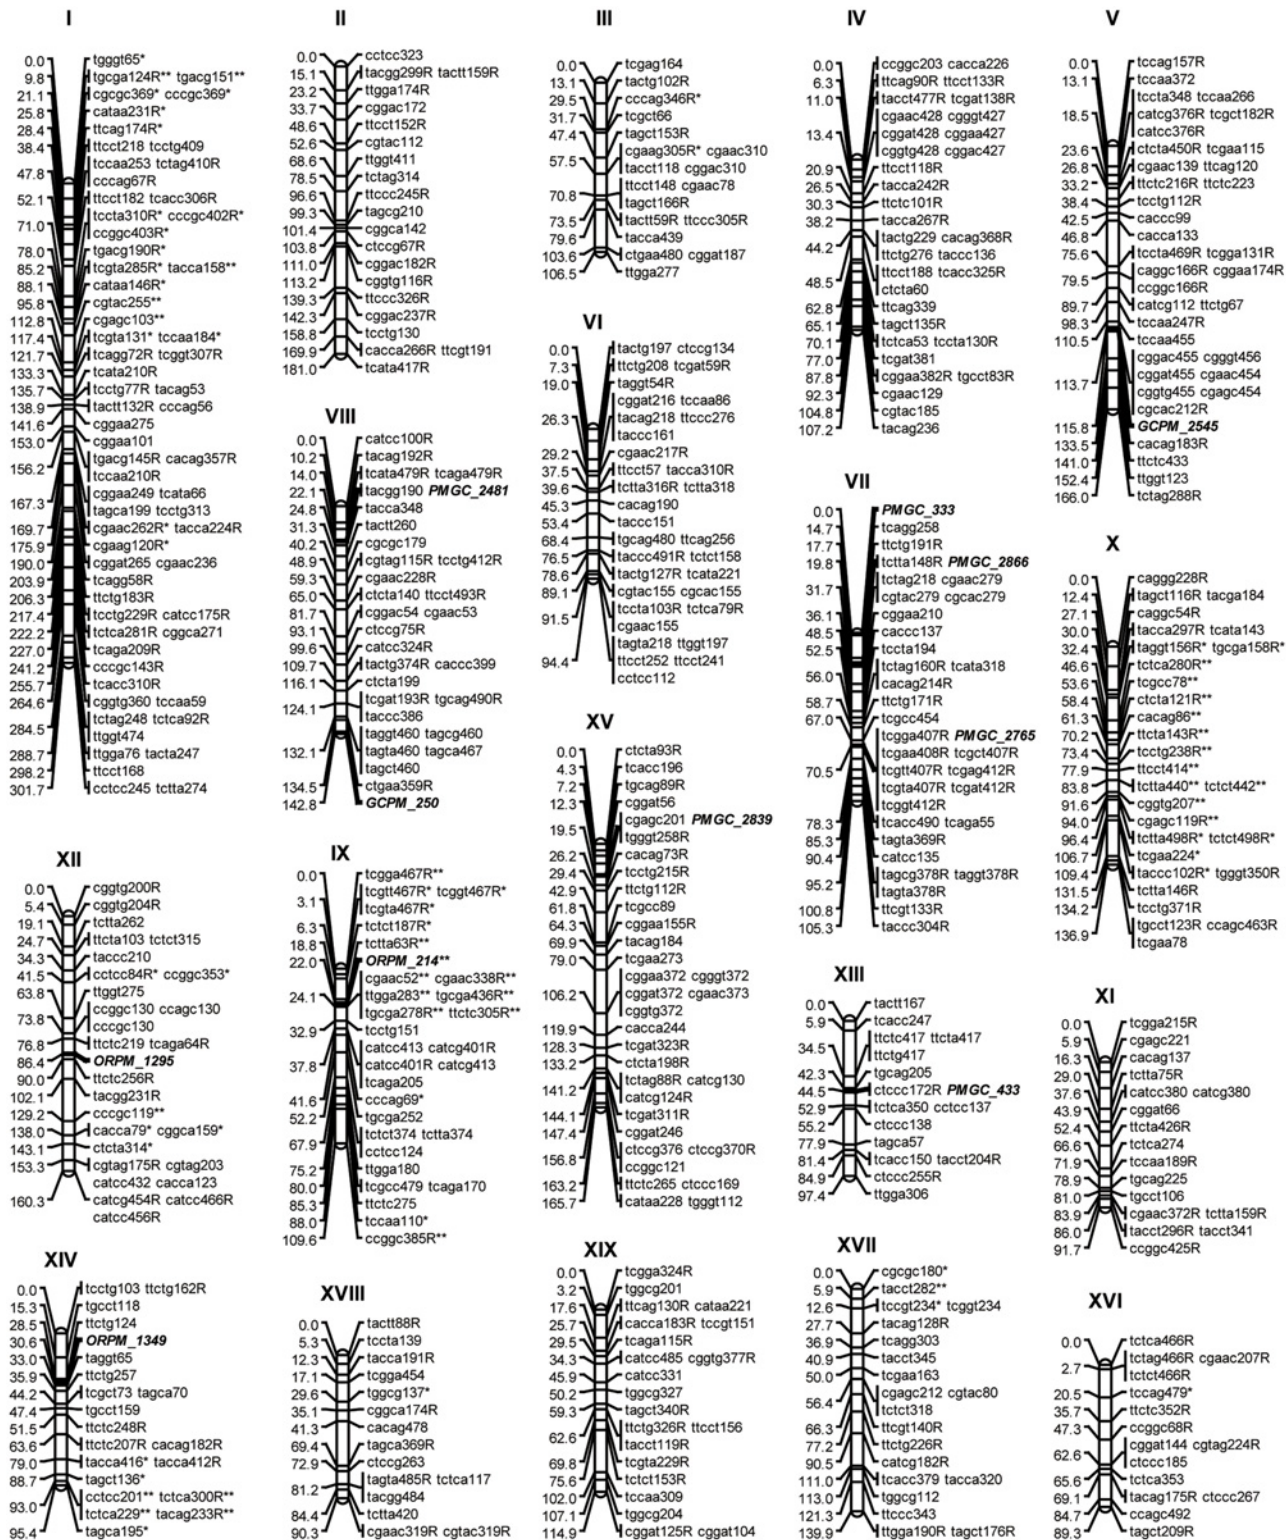 I
0.0 tgggt65*
9.8 tgcga124R** tgacg151**
21.1 cgcgc369* cccgc369*
25.8 cataa231R*
28.4 ttcag174R*
38.4 ttcct218 tcctg409
47.8 tccaa253 tctag410R
cccag67R
52.1 ttcct182 tcacc306R
71.0 tccta310R* cccgc402R*
ccggc403R*
78.0 tgacg190R*
85.2 tcgta285R* tacca158**
88.1 cataa146R*
95.8 cgtac255**
112.8 cgagc103**
117.4 tcgta131* tccaa184*
121.7 tcagg72R tcggt307R
133.3 tcata210R
135.7 tcctg77R tacag53
138.9 tactt132R cccag56
141.6 cggaa275
153.0 cggaa101
156.2 tgacg145R cacag357R
tccaa210R
167.3 cggaa249 tcata66
tagca199 tcctg313
169.7 cgaac262R* tacca224R
175.9 cgaag120R*
190.0 cggat265 cgaac236
203.9 tcagg58R
206.3 ttctg183R
217.4 tcctg229R catcc175R
222.2 tctca281R cggca271
227.0 tcaga209R
241.2 cccgc143R
255.7 tcacc310R
264.6 cggtg360 tccaa59
284.5 tctag248 tctca92R
ttggt474
288.7 ttgga76 tacta247
298.2 ttcct168
301.7 cctcc245 tctta274
II
0.0 cctcc323
15.1 tacgg299R tactt159R
23.2 ttgga174R
33.7 cggac172
48.6 ttcct152R
52.6 cgtac112
68.6 ttggt411
78.5 tctag314
96.6 ttccc245R
99.3 tagcg210
101.4 cggca142
103.8 ctccg67R
111.0 cggac182R
113.2 cggtg116R
139.3 ttccc326R
142.3 cggac237R
158.8 tcctg130
169.9 cacca266R ttcgt191
181.0 tcata417R
III
0.0 tcgag164
13.1 tactg102R
29.5 cccag346R*
31.7 tcgct66
47.4 tagct153R
57.5 cgaag305R* cgaac310
tacct118 cggac310
70.8 ttcct148 cgaac78
tagct166R
73.5 tactt59R ttccc305R
79.6 tacca439
103.6 ctgaa480 cggat187
106.5 ttgga277
IV
0.0 ccggc203 cacca226
6.3 ttcag90R ttcct133R
11.0 tacct477R tcgat138R
13.4 cgaac428 cgggt427
cggat428 cggaa427
cggtg428 cggac427
20.9 ttcct118R
26.5 tacca242R
30.3 ttctc101R
38.2 tacca267R
44.2 tactg229 cacag368R
ttctg276 taccc136
48.5 ttcct188 tcacc325R
ctcta60
62.8 ttcag339
65.1 tagct135R
70.1 tctca53 tccta130R
77.0 tcgat381
87.8 cggaa382R tgcct83R
92.3 cgaac129
104.8 cgtac185
107.2 tacag236
V
0.0 tccag157R
13.1 tccaa372
18.5 tccta348 tccaa266
catcg376R tcgct182R
catcc376R
23.6 ctcta450R tcgaa115
26.8 cgaac139 ttcag120
33.2 ttctc216R ttctc223
38.4 tcctg112R
42.5 caccc99
46.8 cacca133
75.6 tccta469R tcgga131R
79.5 caggc166R cggaa174R
ccggc166R
89.7 catcg112 ttctg67
98.3 tccaa247R
110.5 tccaa455
113.7 cggac455 cgggt456
cggat455 cgaac454
cggtg455 cgagc454
cgcac212R
115.8 GCPM_2545
133.5 cacag183R
141.0 ttctc433
152.4 ttggt123
166.0 tctag288R
VI
0.0 tactg197 ctccg134
7.3 ttctg208 tcgat59R
19.0 taggt54R
26.3 cggat216 tccaa86
tacag218 ttccc276
taccc161
29.2 cgaac217R
37.5 ttcct57 tacca310R
39.6 tctta316R tctta318
45.3 cacag190
53.4 taccc151
68.4 tgcag480 ttcag256
76.5 taccc491R tctct158
78.6 tactg127R tcata221
89.1 cgtac155 cgcac155
91.5 tccta103R tctca79R
cgaac155
94.4 tagta218 ttggt197
ttcct252 ttcct241
cctcc112
VIII
0.0 catcc100R
10.2 tacag192R
14.0 tcata479R tcaga479R
22.1 tacgg190 PMGC_2481
24.8 tacca348
31.3 tactt260
40.2 cgcgc179
48.9 cgtag115R tcctg412R
59.3 cgaac228R
65.0 ctcta140 ttcct493R
81.7 cggac54 cgaac53
93.1 ctccg75R
99.6 catcc324R
109.7 tactg374R caccc399
116.1 ctcta199
124.1 tcgat193R tgcag490R
taccc386
132.1 taggt460 tagcg460
tagta460 tagca467
tagct460
134.5 ctgaa359R
142.8 GCPM_250
VII
0.0 PMGC_333
14.7 tcagg258
17.7 ttctg191R
19.8 tctta148R PMGC_2866
31.7 tctag218 cgaac279
cgtac279 cgcac279
36.1 cggaa210
48.5 caccc137
52.5 tccta194
56.0 tctag160R tcata318
cacag214R
58.7 ttctg171R
67.0 tcgcc454
70.5 tcgga407R PMGC_2765
tcgaa408R tcgct407R
tcgtt407R tcgag412R
tcgta407R tcgat412R
tcggt412R
78.3 tcacc490 tcaga55
85.3 tagta369R
90.4 catcc135
95.2 tagcg378R taggt378R
tagta378R
100.8 ttcgt133R
105.3 taccc304R
X
0.0 caggg228R
12.4 tagct116R tacga184
27.1 caggc54R
30.0 tacca297R tcata143
32.4 taggt156R* tgcga158R*
46.6 tctca280R**
53.6 tcgcc78**
58.4 ctcta121R**
61.3 cacag86**
70.2 ttcta143R**
73.4 tcctg238R**
77.9 ttcct414**
83.8 tctta440** tctct442**
91.6 cggtg207**
94.0 cgagc119R**
96.4 tctta498R* tctct498R*
106.7 tcgaa224*
109.4 taccc102R* tgggt350R
131.5 tctta146R
134.2 tcctg371R
136.9 tgcct123R ccagc463R
tcgaa78
XII
0.0 cggtg200R
5.4 cggtg204R
19.1 tctta262
24.7 ttcta103 tctct315
34.3 taccc210
41.5 cctcc84R* ccggc353*
63.8 ttggt275
73.8 ccggc130 ccagc130
cccgc130
76.8 ttctc219 tcaga64R
86.4 ORPM_1295
90.0 ttctc256R
102.1 tacgg231R
129.2 cccgc119**
138.0 cacca79* cggca159*
143.1 ctcta314*
153.3 cgtag175R cgtag203
160.3 catcc432 cacca123
catcg454R catcc466R
catcc456R
IX
0.0 tcgga467R**
3.1 tcgtt467R* tcggt467R*
tcgta467R*
6.3 tctct187R*
18.8 tctta63R**
22.0 ORPM_214**
24.1 cgaac52** cgaac338R**
ttgga283** tgcga436R**
tgcga278R** ttctc305R**
32.9 tcctg151
37.8 catcc413 catcg401R
catcc401R catcg413
tcaga205
41.6 cccag69*
52.2 tgcga252
67.9 tctct374 tctta374
cctcc124
75.2 ttgga180
80.0 tcgcc479 tcaga170
85.3 ttctc275
88.0 tccaa110*
109.6 ccggc385R**
XV
0.0 ctcta93R
4.3 tcacc196
7.2 tgcag89R
12.3 cggat56
19.5 cgagc201 PMGC_2839
tgggt258R
26.2 cacag73R
29.4 tcctg215R
42.9 ttctg112R
61.8 tcgcc89
64.3 cggaa155R
69.9 tacag184
79.0 tcgaa273
106.2 cggaa372 cgggt372
cggat372 cgaac373
cggtg372
119.9 cacca244
128.3 tcgat323R
133.2 ctcta198R
141.2 tctag88R catcg130
catcg124R
144.1 tcgat311R
147.4 cggat246
156.8 ctccg376 ctccg370R
ccggc121
163.2 ttctc265 ctccc169
165.7 cataa228 tgggt112
XIII
0.0 tactt167
5.9 tcacc247
34.5 ttctc417 ttcta417
ttctg417
42.3 tgcag205
44.5 ctccc172R PMGC_433
52.9 tctca350 cctcc137
55.2 ctccc138
77.9 tagca57
81.4 tcacc150 tacct204R
84.9 ctccc255R
97.4 ttgga306
XI
0.0 tcgga215R
5.9 cgagc221
16.3 cacag137
29.0 tctta75R
37.6 catcc380 catcg380
43.9 cggat66
52.4 ttcta426R
66.6 tctca274
71.9 tccaa189R
78.9 tgcag225
81.0 tgcct106
83.9 cgaac372R tctta159R
86.0 tacct296R tacct341
91.7 ccggc425R
XIV
0.0 tcctg103 ttctg162R
15.3 tgcct118
28.5 ttctg124
30.6 ORPM_1349
33.0 taggt65
35.9 ttctg257
44.2 tcgct73 tagca70
47.4 tgcct159
51.5 ttctc248R
63.6 ttctc207R cacag182R
79.0 tacca416* tacca412R
88.7 tagct136*
93.0 cctcc201** tctca300R**
tctca229** tacag233R**
95.4 tagca195*
XVIII
0.0 tactt88R
5.3 tccta139
12.3 tacca191R
17.1 tcgga454
29.6 tggcg137*
35.1 cggca174R
41.3 cacag478
69.4 tagca369R
72.9 ctccg263
81.2 tagta485R tctca117
tacgg484
84.4 tctta420
90.3 cgaac319R cgtac319R
XIX
0.0 tcgga324R
3.2 tggcg201
17.6 ttcag130R cataa221
25.7 cacca183R tccgt151
29.5 tcaga115R
34.3 catcc485 cggtg377R
45.9 catcc331
50.2 tggcg327
59.3 tagct340R
62.6 ttctg326R ttcct156
tacct119R
69.8 tcgta229R
75.6 tctct153R
102.0 tccaa309
107.1 tggcg204
114.9 cggat125R cggat104
XVII
0.0 cgcgc180*
5.9 tacct282**
12.6 tccgt234* tcggt234
27.7 tacag128R
36.9 tcagg303
40.9 tacct345
50.0 tcgaa163
56.4 cgagc212 cgtac80
tctct318
66.3 ttcgt140R
77.2 ttctg226R
90.5 catcg182R
111.0 tcacc379 tacca320
113.0 tggcg112
121.3 ttccc343
139.9 ttgga190R tagct176R
XVI
0.0 tctca466R
2.7 tctag466R cgaac207R
tctct466R
20.5 tccag479*
35.7 ttctc352R
47.3 ccggc68R
62.6 cggat144 cgtag224R
ctccc185
65.6 tctca353
69.1 tacag175R ctccc267
84.7 ccagc492
89.3 tagct209R